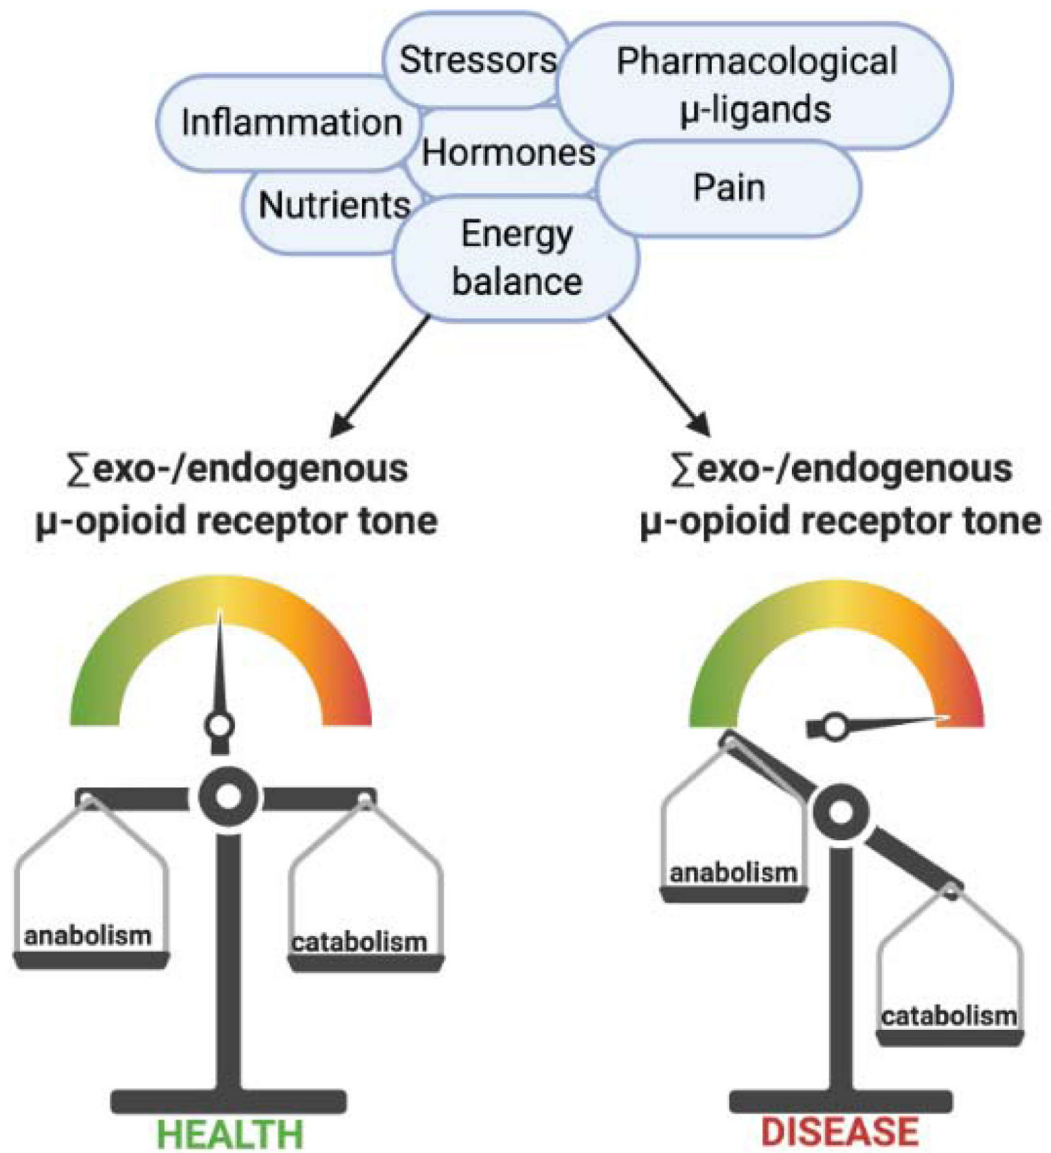 Stressors
Pharmacological
μ-ligands
Inflammation
Hormones
Pain
Nutrients
Energy
balance
∑exo-/endogenous
μ-opioid receptor tone
∑exo-/endogenous
μ-opioid receptor tone
anabolism
catabolism
anabolism
catabolism
HEALTH
DISEASE